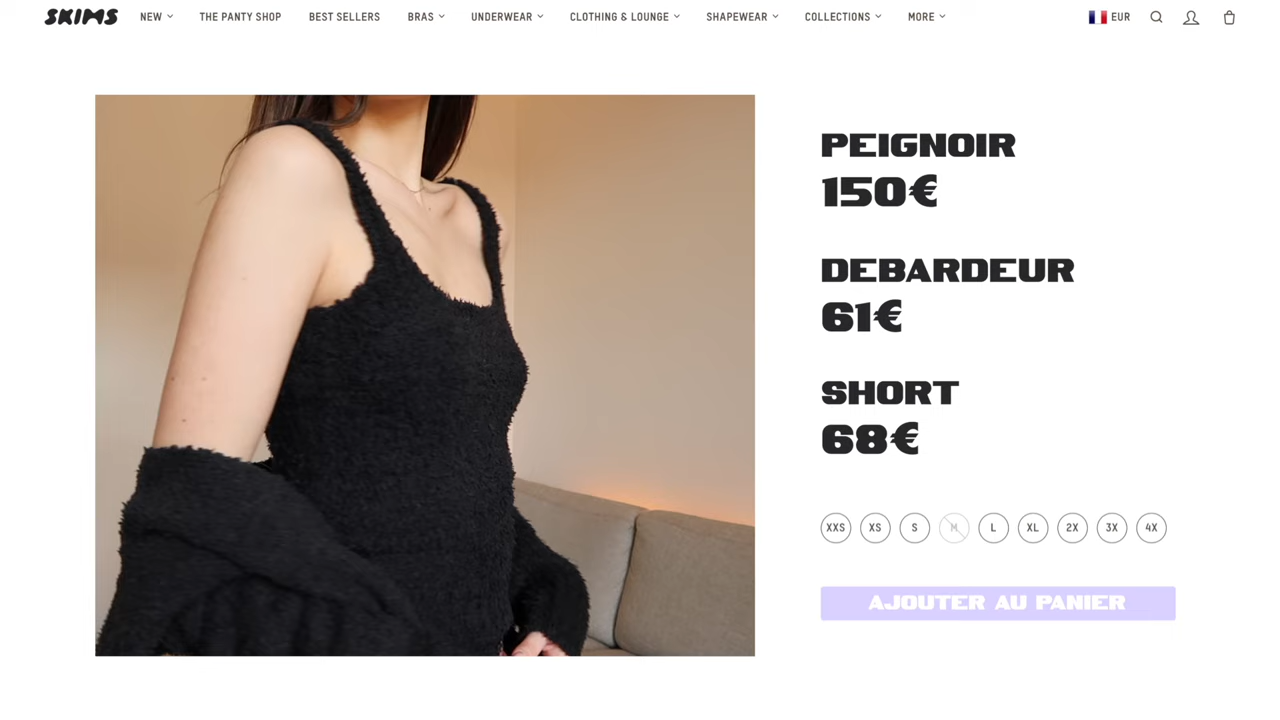 SKIMS NEW THE PANTY SHOP BEST SELLERS BRAS UNDERWEAR CLOTHING & LOUNGE SHAPEWEAR COLLECTIONS MORE EUR
PEIGNOIR
150€
DEBARDEUR
61€
SHORT
68€
XXS XS S M L XL 2X 3X 4X
AJOUTER AU PANIER